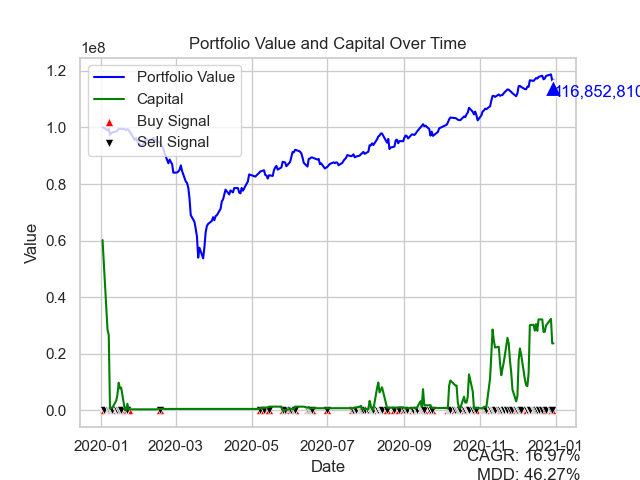 Portfolio Value and Capital Over Time
1e8
1.2
1.0
0.8
0.6
0.4
0.2
0.0
Value
Portfolio Value
Capital
Buy Signal
Sell Signal
116,852,810
2020-01 2020-03 2020-05 2020-07 2020-09 2020-11 2021-01
Date
CAGR: 16.97%
MDD: 46.27%